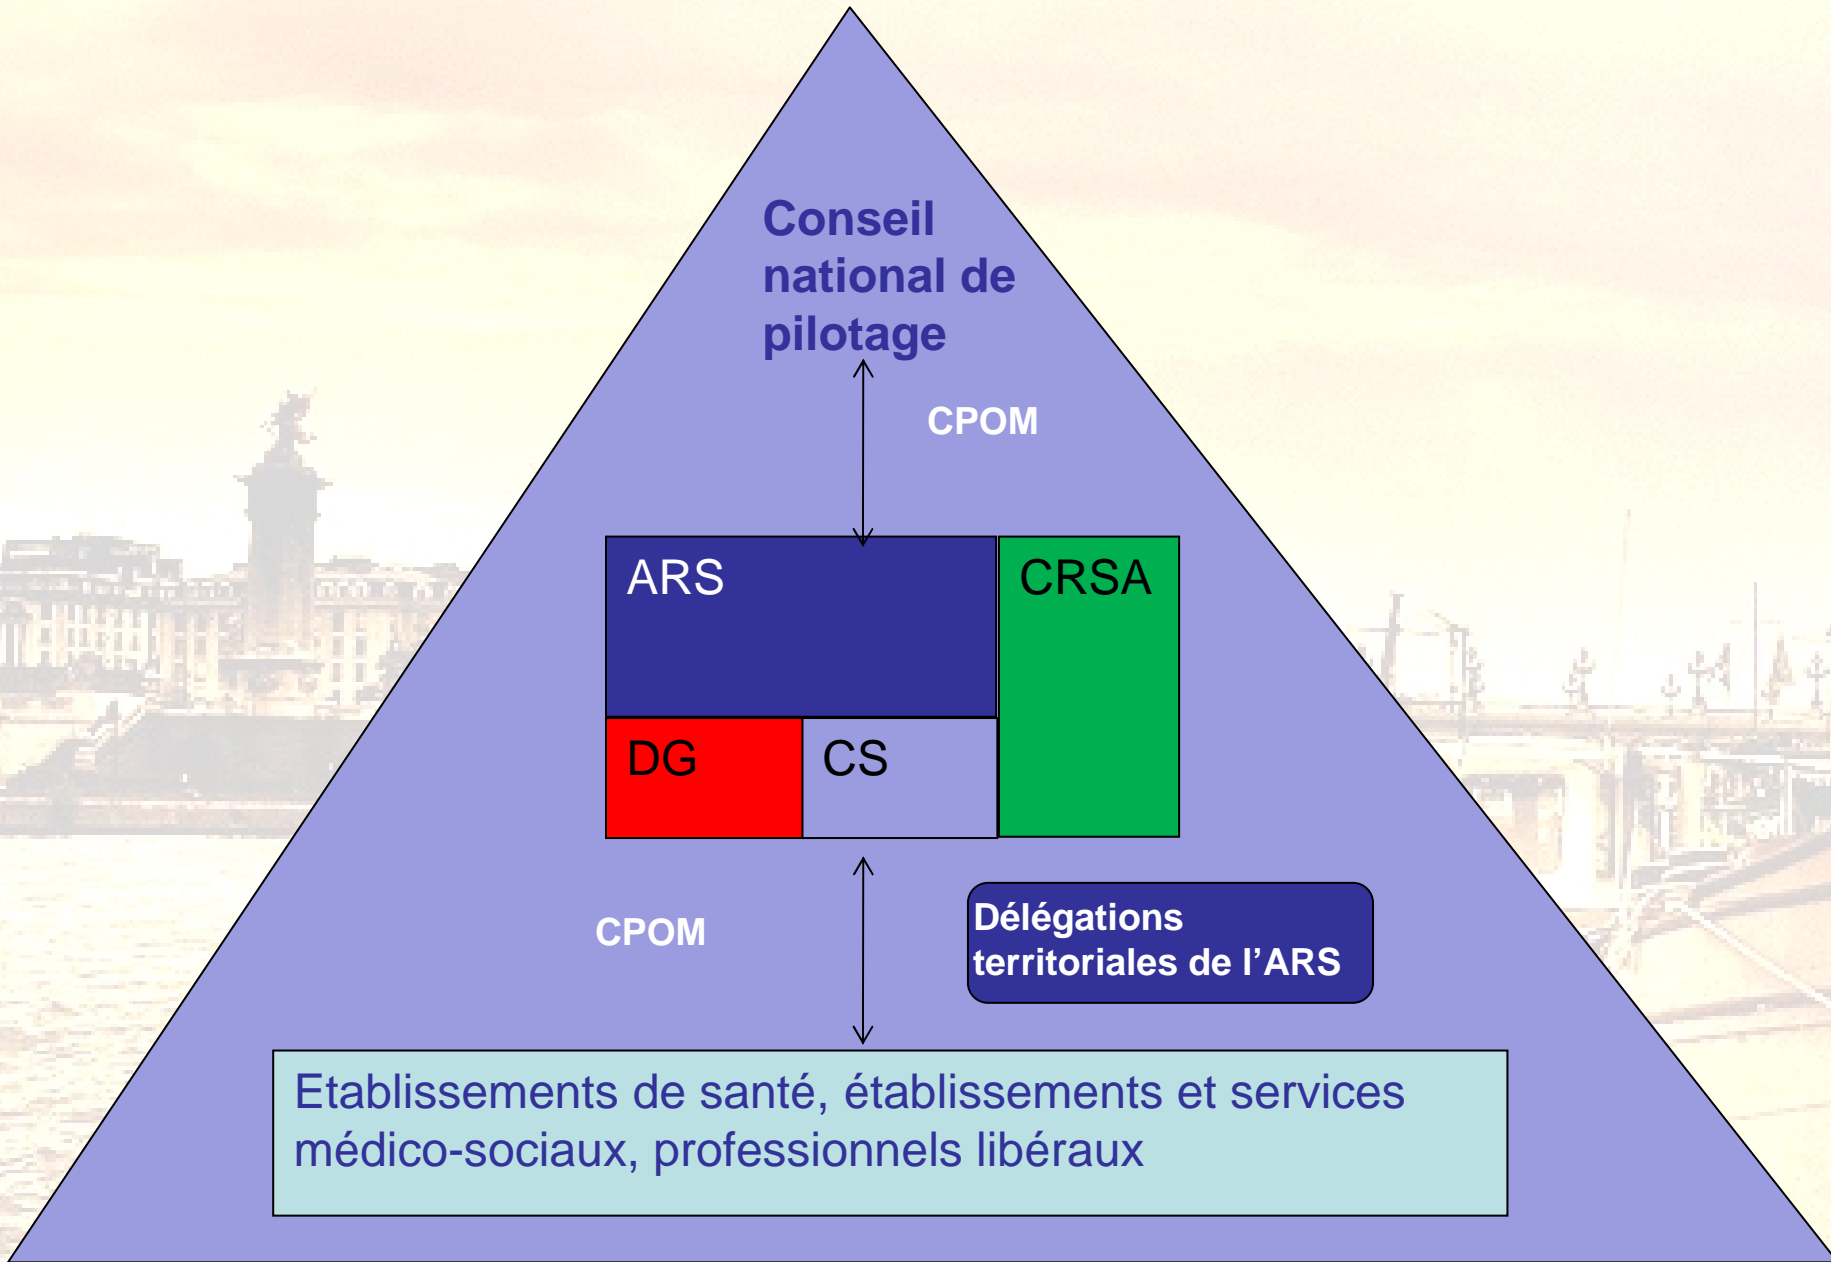 Conseil
national de
pilotage
CPOM
ARS
CRSA
DG
CS
CPOM
Délégations
territoriales de l’ARS
Etablissements de santé, établissements et services
médico-sociaux, professionnels libéraux